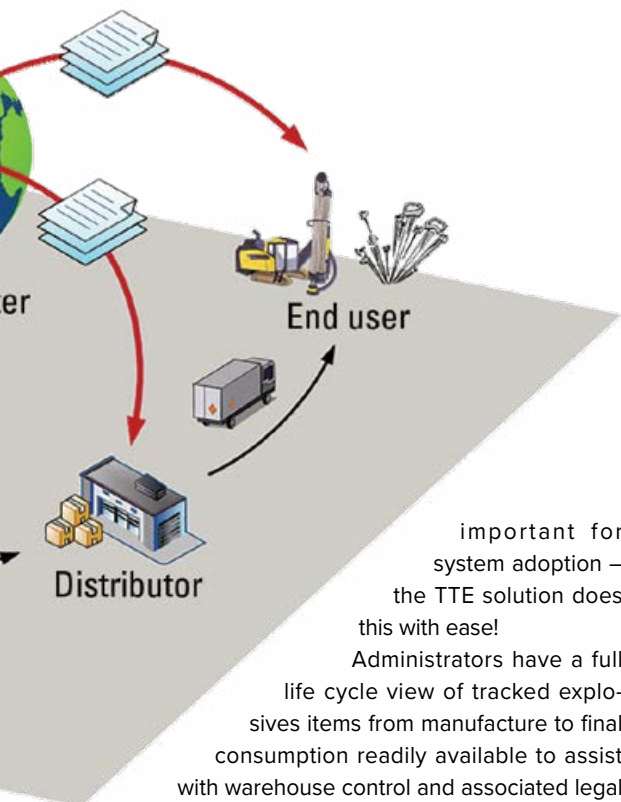 End user
Distributor
important for
system adoption –
the TTE solution does
this with ease!
Administrators have a full
life cycle view of tracked explo-
sives items from manufacture to final
consumption readily available to assist
with warehouse control and associated legal